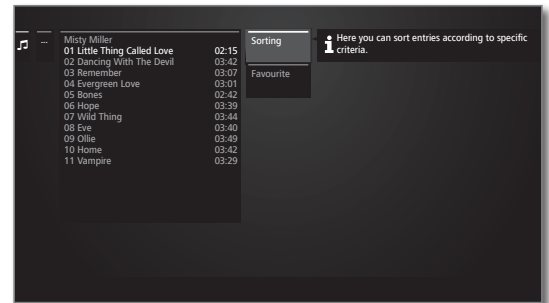 ...
Misty Miller
01 Little Thing Called Love 02:15
02 Dancing With The Devil 03:42
03 Remember 03:07
04 Evergreen Love 03:01
05 Bones 02:42
06 Hope 03:39
07 Wild Thing 03:44
08 Eve 03:40
09 Ollie 03:49
10 Home 03:42
11 Vampire 03:29
Sorting
Favourite
Here you can sort entries according to specific
criteria.